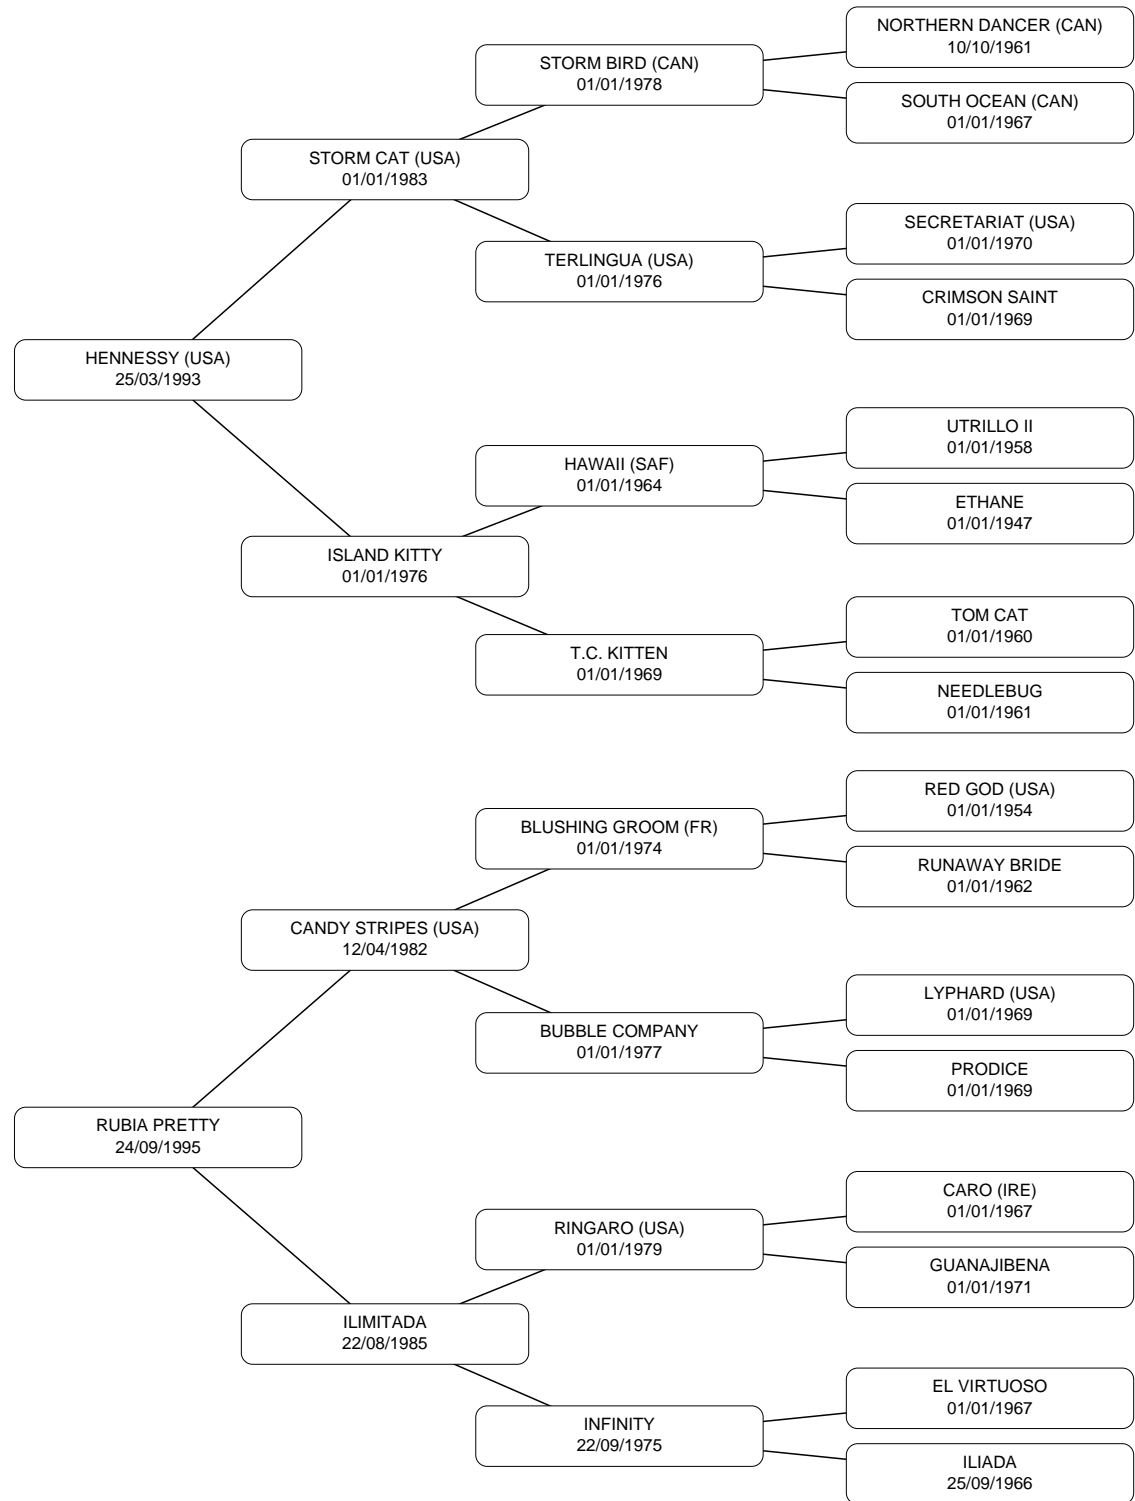 NORTHERN DANCER (CAN)
10/10/1961
STORM BIRD (CAN)
01/01/1978
SOUTH OCEAN (CAN)
01/01/1967
STORM CAT (USA)
01/01/1983
SECRETARIAT (USA)
01/01/1970
TERLINGUA (USA)
01/01/1976
CRIMSON SAINT
01/01/1969
HENNESSY (USA)
25/03/1993
UTRILLO II
01/01/1958
HAWAII (SAF)
01/01/1964
ETHANE
01/01/1947
ISLAND KITTY
01/01/1976
TOM CAT
01/01/1960
T.C. KITTEN
01/01/1969
NEEDLEBUG
01/01/1961
RED GOD (USA)
01/01/1954
BLUSHING GROOM (FR)
01/01/1974
RUNAWAY BRIDE
01/01/1962
CANDY STRIPES (USA)
12/04/1982
LYPHARD (USA)
01/01/1969
BUBBLE COMPANY
01/01/1977
PRODICE
01/01/1969
RUBIA PRETTY
24/09/1995
CARO (IRE)
01/01/1967
RINGARO (USA)
01/01/1979
GUANAJIBENA
01/01/1971
ILIMITADA
22/08/1985
EL VIRTUOSO
01/01/1967
INFINITY
22/09/1975
ILIADA
25/09/1966